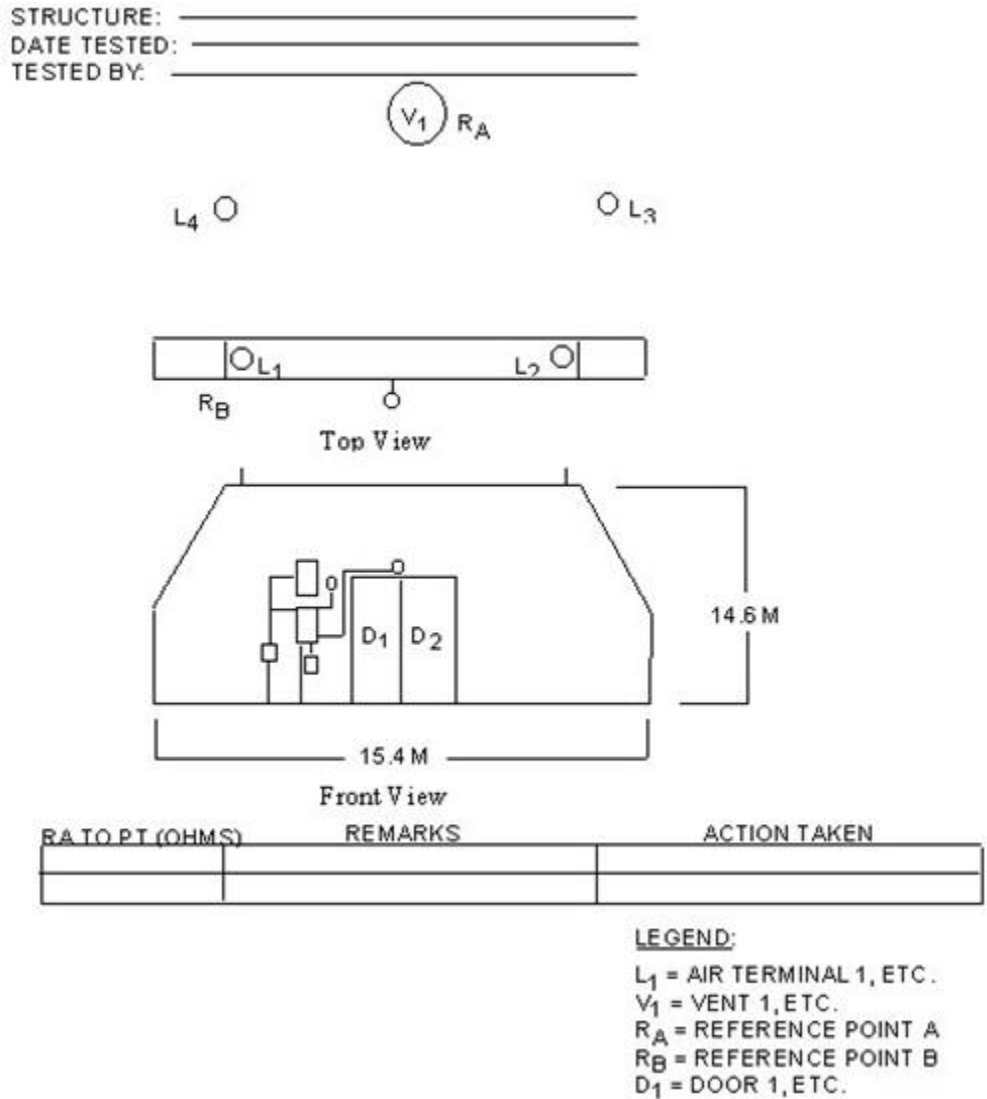 STRUCTURE:
DATE TESTED:
TESTED BY:
V1 RA
L4 L3
L1 L2
RB
Top View
D1 D2
14.6 M
15.4 M
Front View
RA TO PT (OHMS) REMARKS ACTION TAKEN
LEGEND:
L1 = AIR TERMINAL 1, ETC.
V1 = VENT 1, ETC.
RA = REFERENCE POINT A
RB = REFERENCE POINT B
D1 = DOOR 1, ETC.